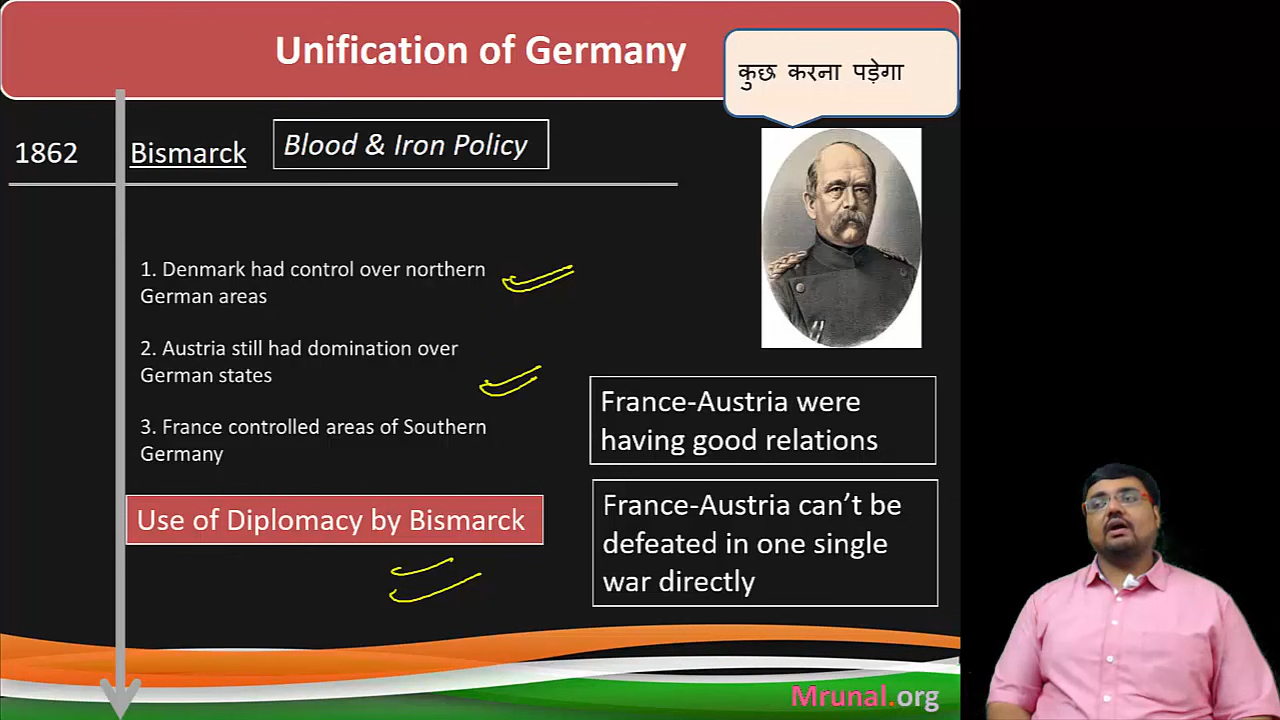 Unification of Germany
कुछ करना पड़ेगा
1862
Bismarck
Blood & Iron Policy
1. Denmark had control over northern
German areas
2. Austria still had domination over
German states
3. France controlled areas of Southern
Germany
France-Austria were
having good relations
Use of Diplomacy by Bismarck
France-Austria can’t be
defeated in one single
war directly
Mrunal.org